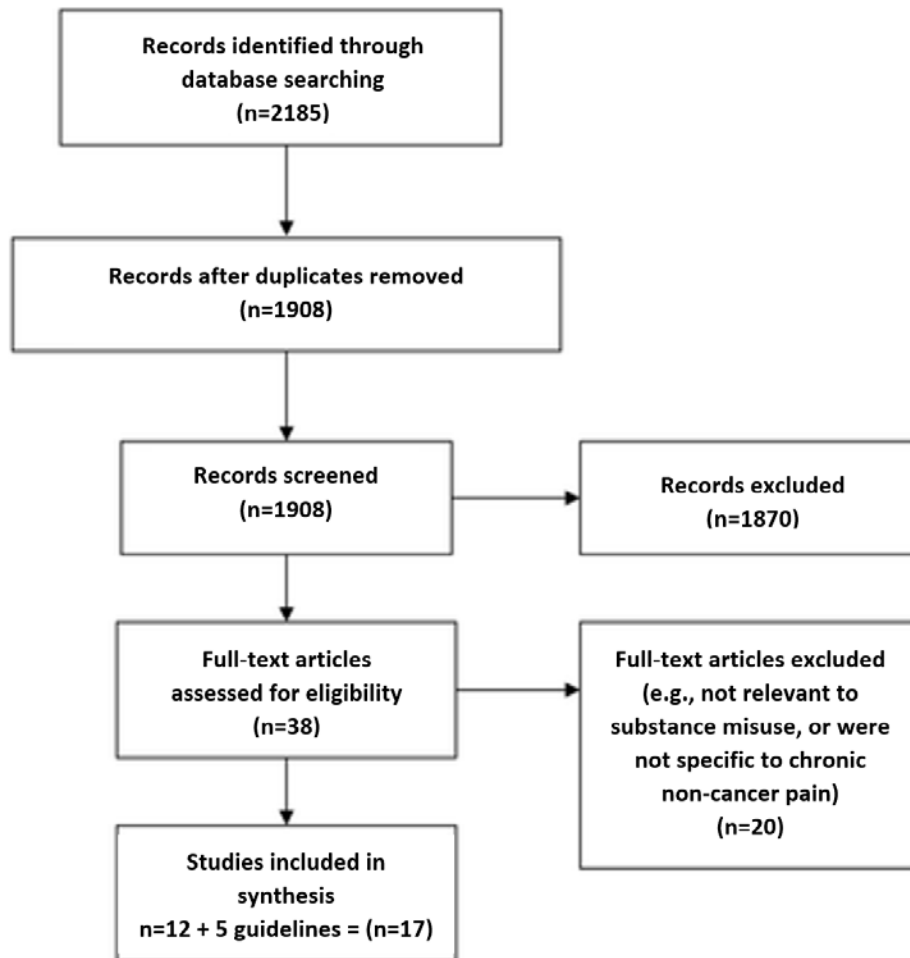 Records identified through
database searching
(n=2185)
Records after duplicates removed
(n=1908)
Records screened
(n=1908)
Records excluded
(n=1870)
Full-text articles
assessed for eligibility
(n=38)
Full-text articles excluded
(e.g., not relevant to
substance misuse, or were
not specific to chronic
non-cancer pain)
(n=20)
Studies included in
synthesis
n=12 + 5 guidelines = (n=17)